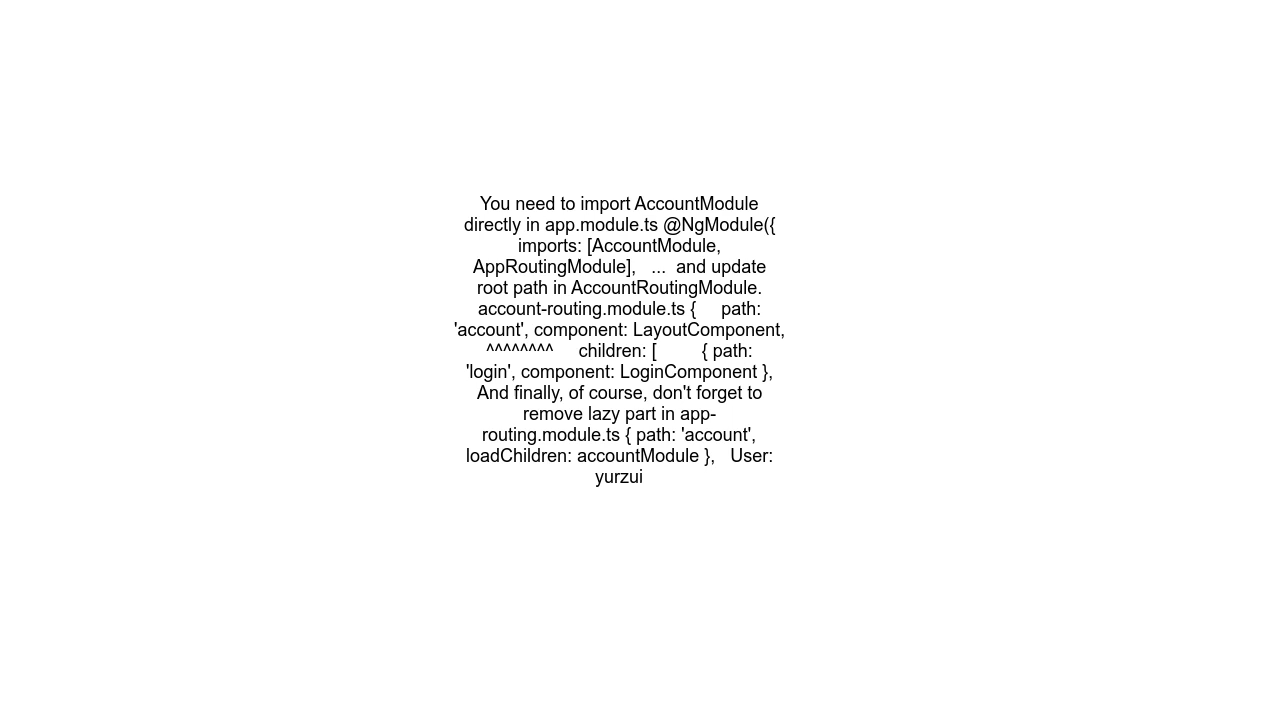 You need to import AccountModule
directly in app.module.ts @NgModule({
imports: [AccountModule,
AppRoutingModule],   ...  and update
root path in AccountRoutingModule.
account-routing.module.ts {     path:
'account', component: LayoutComponent,
^^^^^^^^     children: [         { path:
'login', component: LoginComponent },
And finally, of course, don't forget to
remove lazy part in app-
routing.module.ts { path: 'account',
loadChildren: accountModule },   User:
yurzui